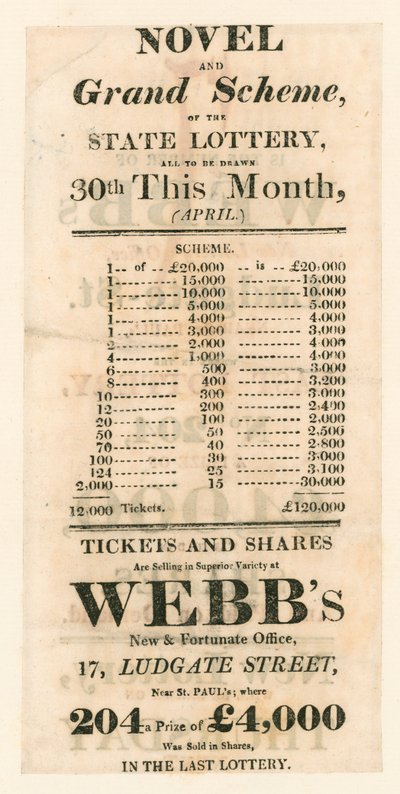 NOVEL
AND
Grand Scheme,
OF THE
STATE LOTTERY,
ALL TO BE DRAWN
30th This Month,
(APRIL.)
SCHEME.
1 -- of -- £20,000 -- -- is -- £20,000
1 ---------- 15,000 ---------- 15,000
1 ---------- 10,000 ---------- 10,000
1 ---------- 5,000 ---------- 5,000
1 ---------- 4,000 ---------- 4,000
1 ---------- 3,000 ---------- 3,000
2 ---------- 2,000 ---------- 4 000
4 ---------- 1,000 ---------- 4,000
6 ---------- 500 ---------- 3,000
8 ---------- 400 ---------- 3,200
10 ---------- 300 ---------- 3,000
12 ---------- 200 ---------- 2,400
20 ---------- 100 ---------- 2,000
50 ---------- 50 ---------- 2,500
70 ---------- 40 ---------- 2,800
100 ---------- 30 ---------- 3,000
124 ---------- 25 ---------- 3,100
2,000 ---------- 15 ---------- 30,000
12,000 Tickets. £120,000
TICKETS AND SHARES
Are Selling in Superior Variety at
WEBB's
New & Fortunate Office,
17, LUDGATE STREET,
Near St. PAUL's; where
204 a Prize of £4,000
Was Sold in Shares,
IN THE LAST LOTTERY.